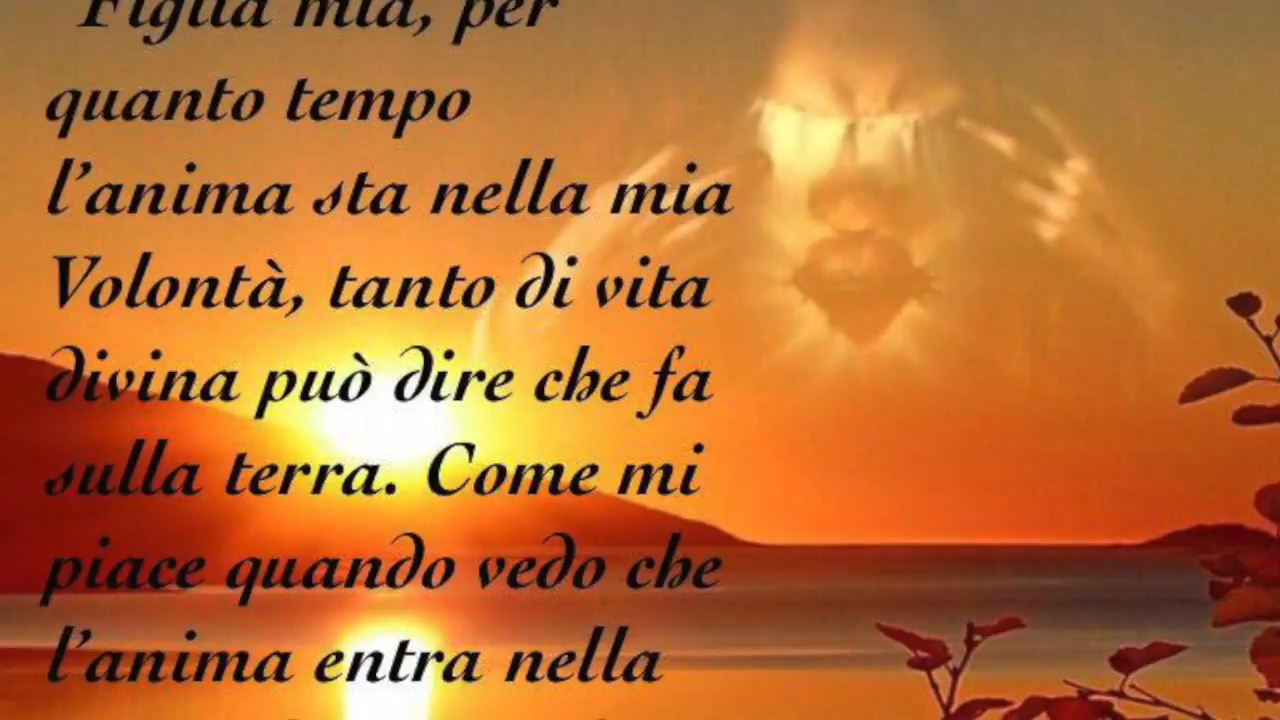 Figlia mia, per
quanto tempo
l'anima sta nella mia
Volontà, tanto di vita
divina può dire che fa
sulla terra. Come mi
piace quando vedo che
l'anima entra nella